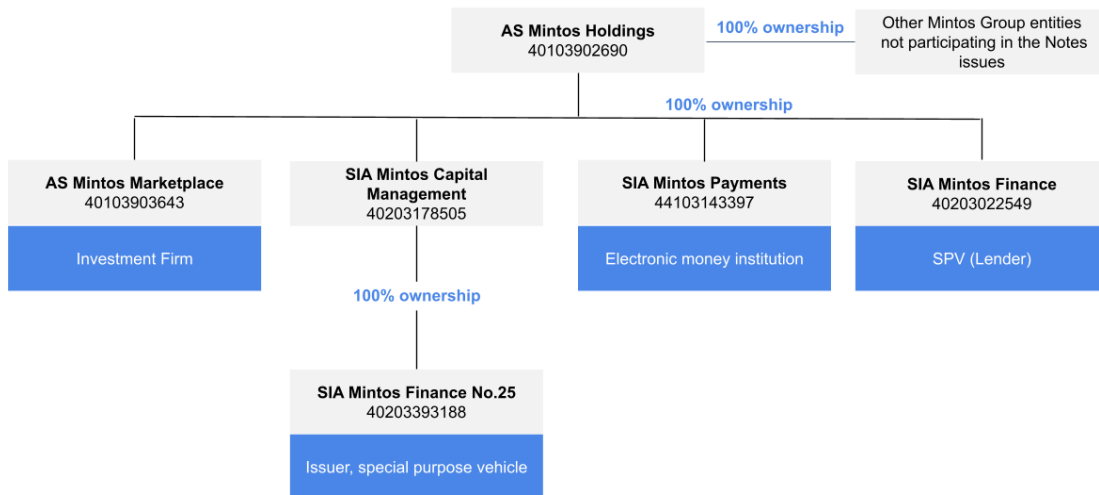 AS Mintos Holdings
40103902690
100% ownership
Other Mintos Group entities
not participating in the Notes
issues
100% ownership
AS Mintos Marketplace
40103903643
Investment Firm
SIA Mintos Capital
Management
40203178505
SIA Mintos Payments
44103143397
Electronic money institution
SIA Mintos Finance
40203022549
SPV (Lender)
100% ownership
SIA Mintos Finance No.25
40203393188
Issuer, special purpose vehicle